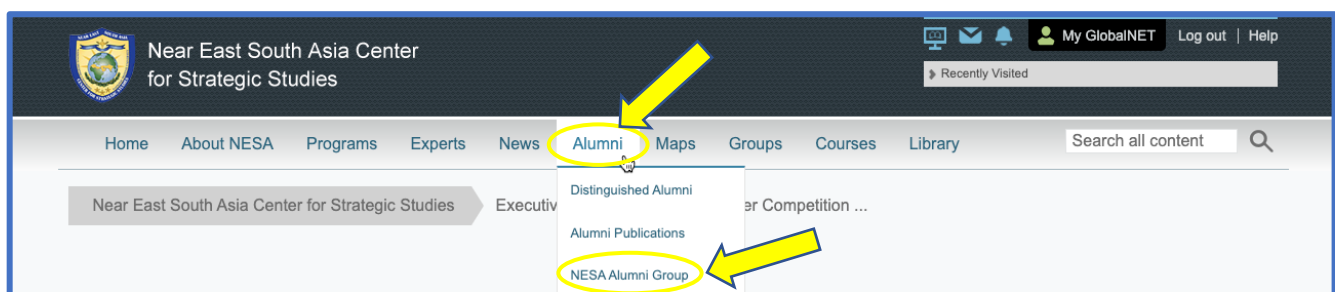 Near East South Asia Center
for Strategic Studies
My GlobalNET Log out | Help
Recently Visited
Home About NESA Programs Experts News Alumni Maps Groups Courses Library Search all content
Near East South Asia Center for Strategic Studies Executiv er Competition ...
Distinguished Alumni
Alumni Publications
NESA Alumni Group